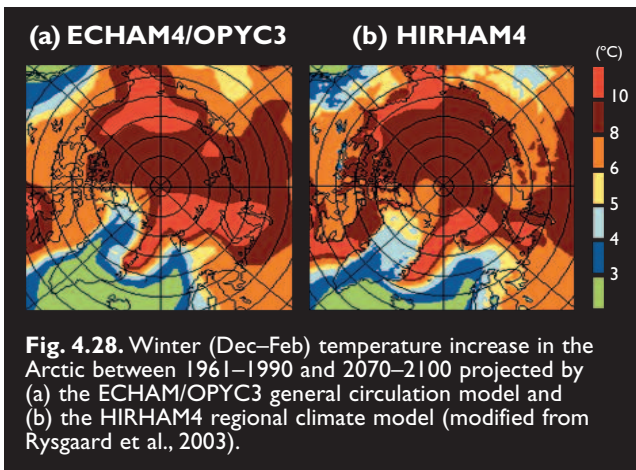 (a) ECHAM4/OPYC3 (b) HIRHAM4
(°C)
10
8
6
5
4
3
Fig. 4.28. Winter (Dec–Feb) temperature increase in the
Arctic between 1961–1990 and 2070–2100 projected by
(a) the ECHAM/OPYC3 general circulation model and
(b) the HIRHAM4 regional climate model (modified from
Rysgaard et al., 2003).